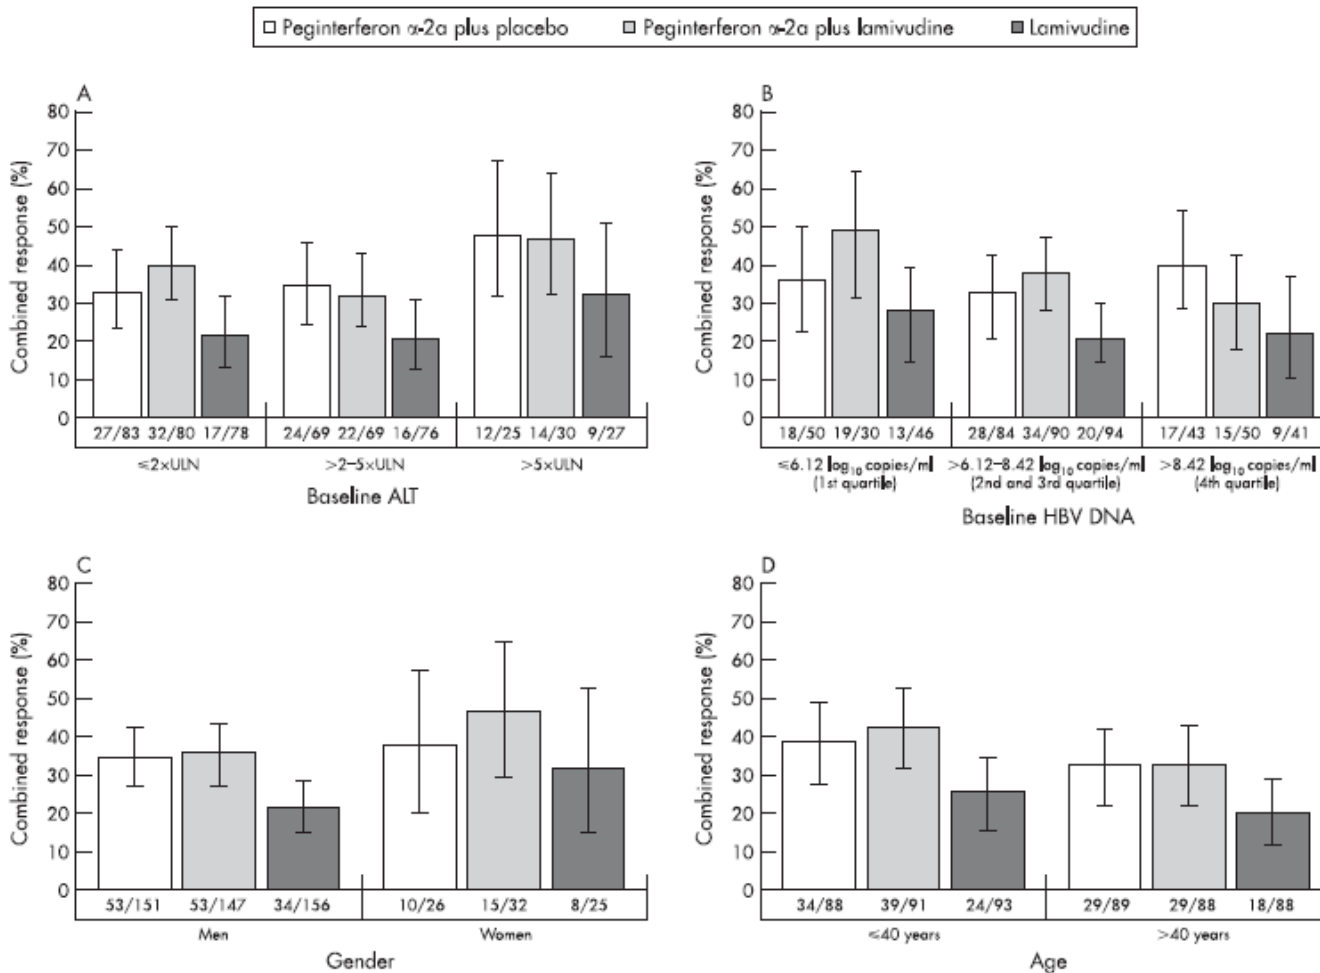 Peginterferon α-2a plus placebo Peginterferon α-2a plus lamivudine Lamivudine
A
Combined response (%)
80
70
60
50
40
30
20
10
0
27/83 32/80 17/78 24/69 22/69 16/76 12/25 14/30 9/27
≤2×ULN >2–5×ULN >5×ULN
Baseline ALT
B
Combined response (%)
80
70
60
50
40
30
20
10
0
18/50 19/30 13/46 28/84 34/90 20/94 17/43 15/50 9/41
≤6.12 log10 copies/ml >6.12–8.42 log10 copies/ml >8.42 log10 copies/ml
(1st quartile) (2nd and 3rd quartile) (4th quartile)
Baseline HBV DNA
C
Combined response (%)
80
70
60
50
40
30
20
10
0
53/151 53/147 34/156 10/26 15/32 8/25
Men Women
Gender
D
Combined response (%)
80
70
60
50
40
30
20
10
0
34/88 39/91 24/93 29/89 29/88 18/88
≤40 years >40 years
Age